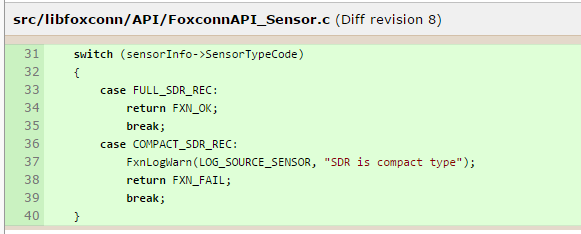 src/libfoxconn/API/FoxconnAPI_Sensor.c (Diff revision 8)
31 switch (sensorInfo->SensorTypeCode)
32 {
33 case FULL_SDR_REC:
34 return FXN_OK;
35 break;
36 case COMPACT_SDR_REC:
37 FxnLogWarn(LOG_SOURCE_SENSOR, "SDR is compact type");
38 return FXN_FAIL;
39 break;
40 }